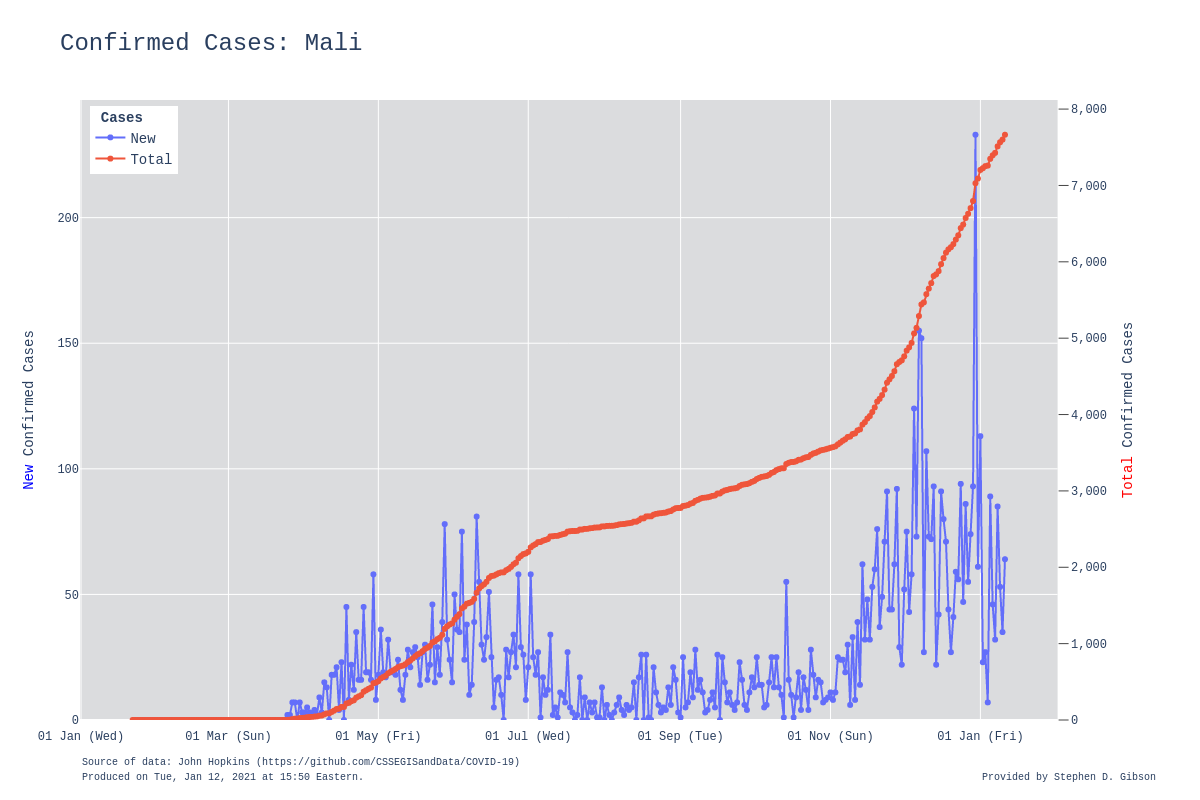 Confirmed Cases: Mali
Cases
New
Total
8,000
7,000
6,000
5,000
4,000
3,000
2,000
1,000
0
200
150
100
50
0
New Confirmed Cases
Total Confirmed Cases
01 Jan (Wed) 01 Mar (Sun) 01 May (Fri) 01 Jul (Wed) 01 Sep (Tue) 01 Nov (Sun) 01 Jan (Fri)
Source of data: John Hopkins (https://github.com/CSSEGISandData/COVID-19)
Produced on Tue, Jan 12, 2021 at 15:50 Eastern.
Provided by Stephen D. Gibson